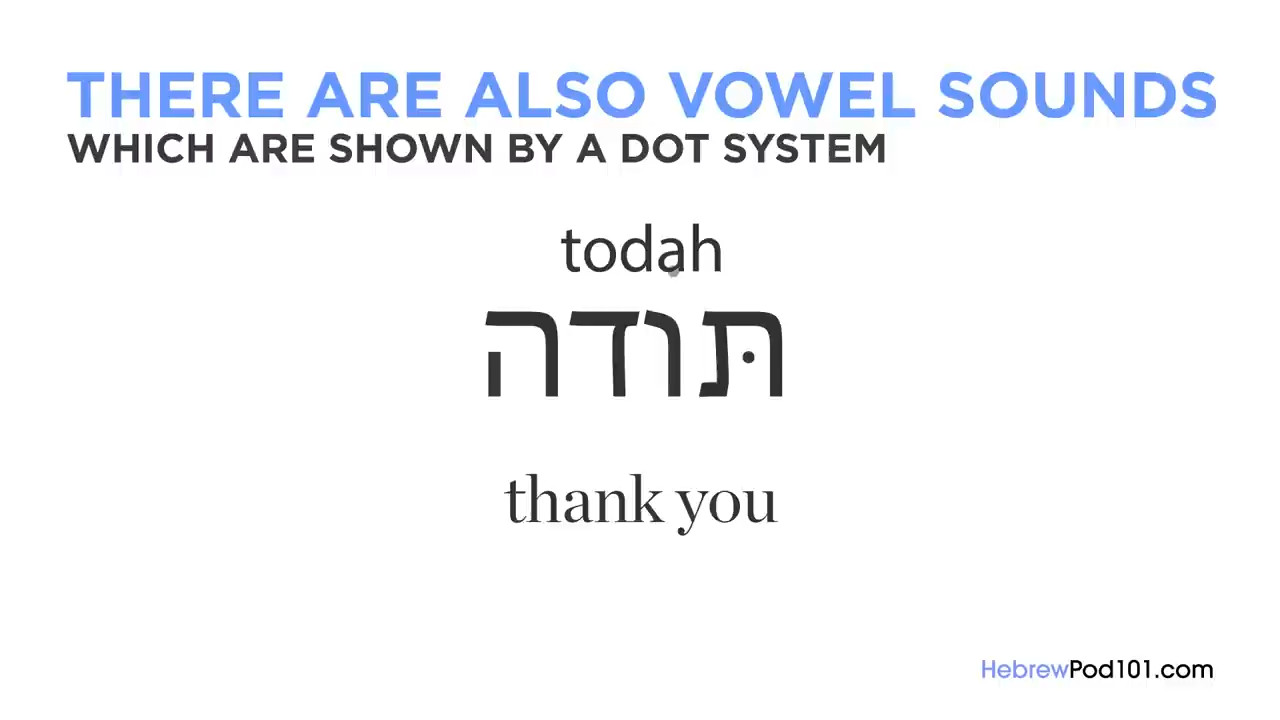 THERE ARE ALSO VOWEL SOUNDS
WHICH ARE SHOWN BY A DOT SYSTEM
todah
תּודה
thank you
HebrewPod101.com